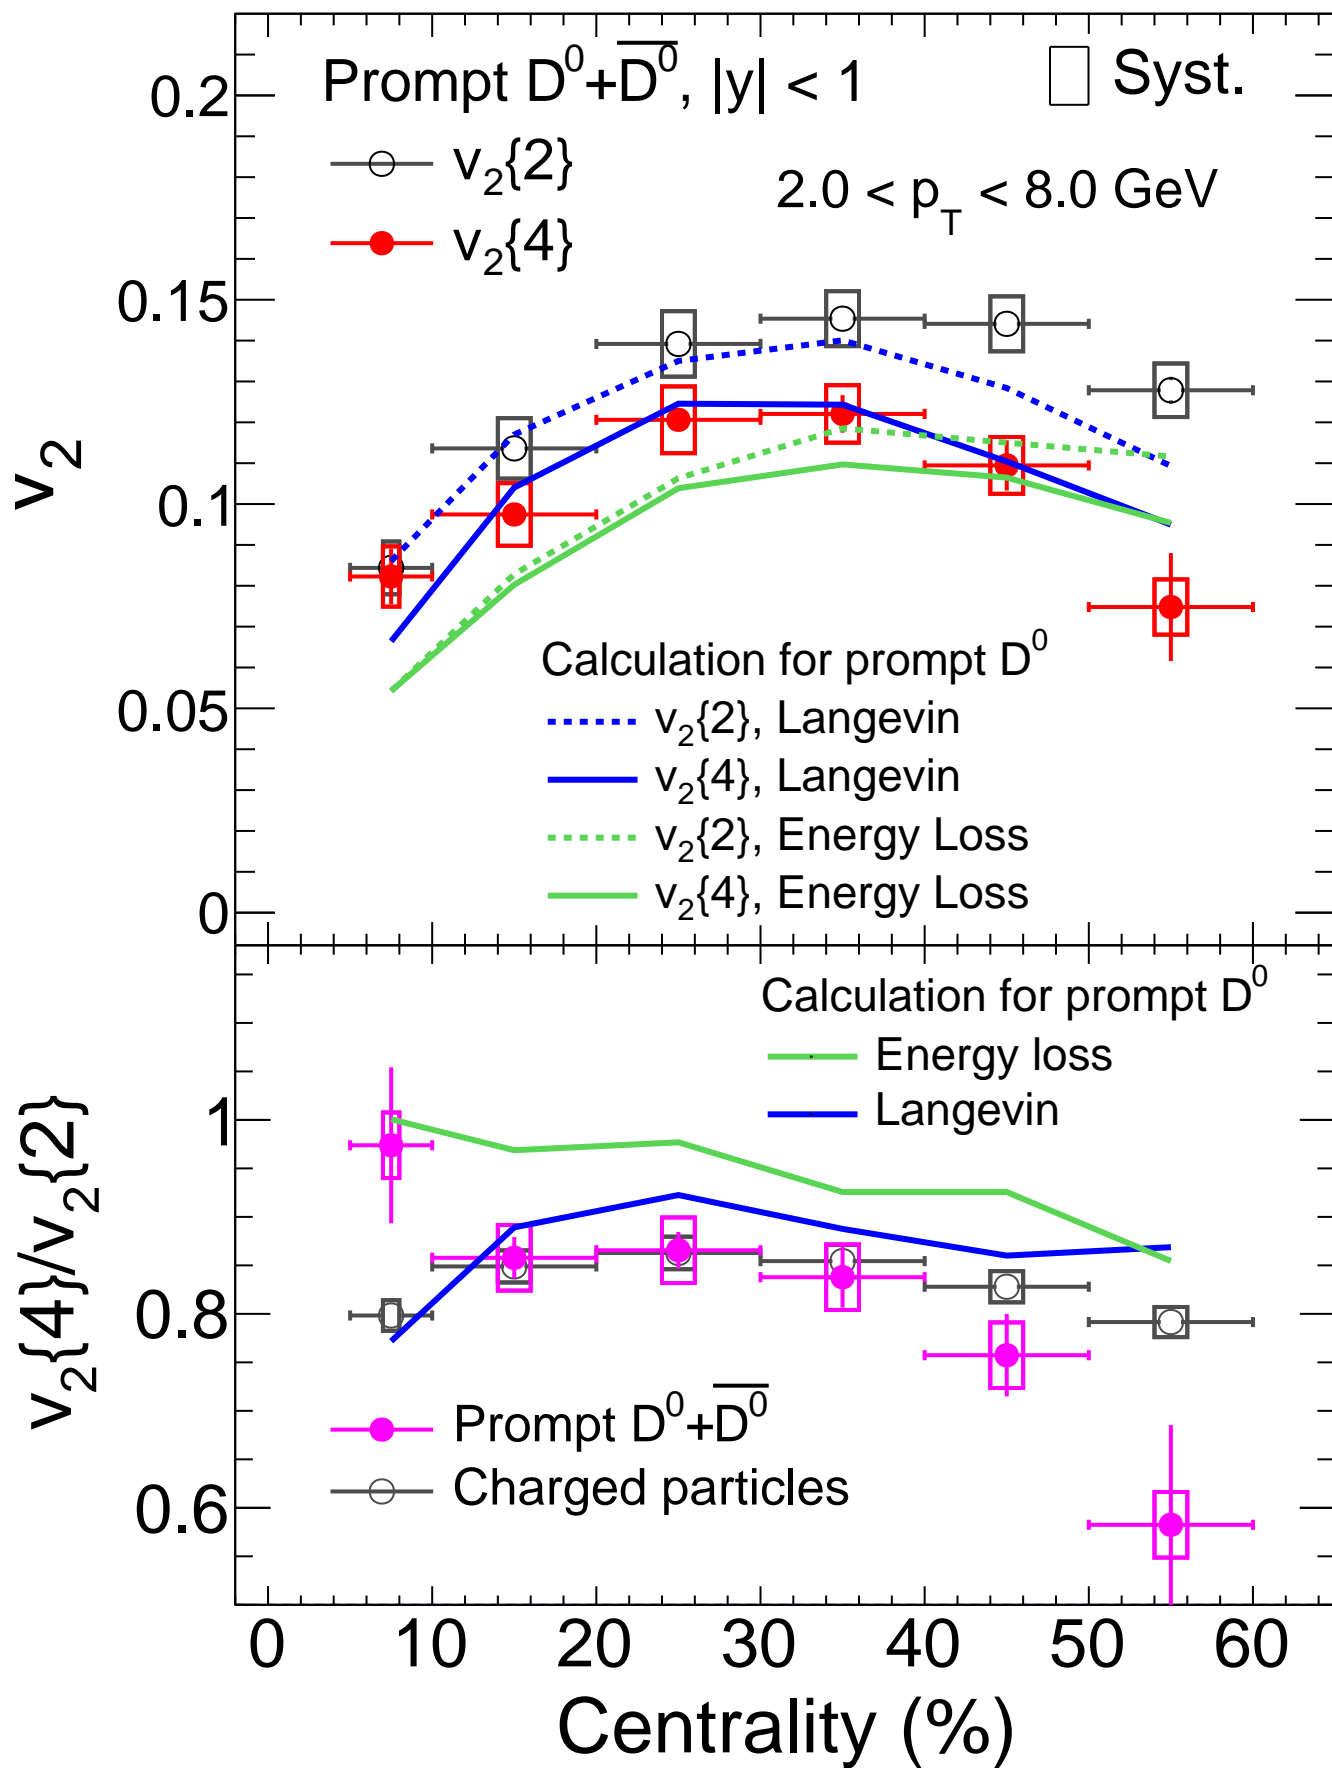 Prompt D⁰+D̅⁰, |y| < 1
Syst.
v₂{2}
v₂{4}
2.0 < p_T < 8.0 GeV
0.2
0.15
0.1
0.05
0
v₂
Calculation for prompt D⁰
v₂{2}, Langevin
v₂{4}, Langevin
v₂{2}, Energy Loss
v₂{4}, Energy Loss
Calculation for prompt D⁰
Energy loss
Langevin
1
0.8
0.6
v₂{4}/v₂{2}
Prompt D⁰+D̅⁰
Charged particles
0 10 20 30 40 50 60
Centrality (%)